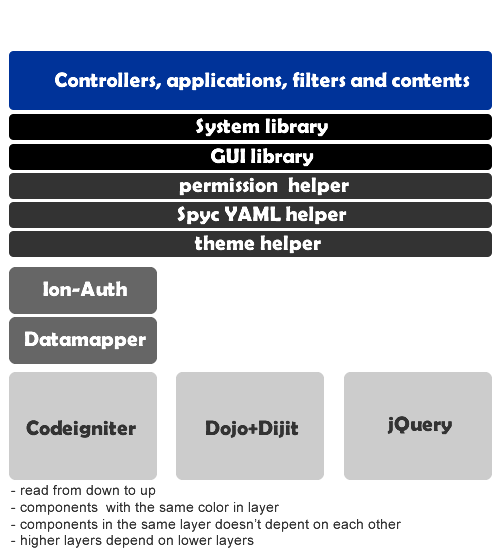 Controllers, applications, filters and contents
System library
GUI library
permission helper
Spyc YAML helper
theme helper
Ion-Auth
Datamapper
Codeigniter
Dojo+Dijit
jQuery
- read from down to up
- components with the same color in layer
- components in the same layer doesn't depent on each other
- higher layers depend on lower layers